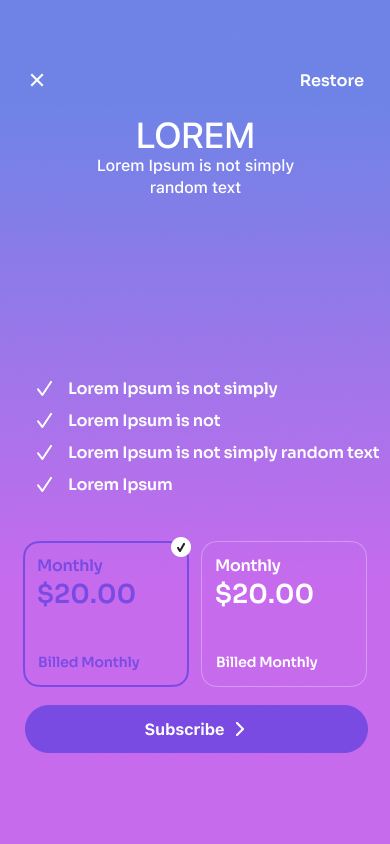 Restore
LOREM
Lorem Ipsum is not simply
random text
Lorem Ipsum is not simply
Lorem Ipsum is not
Lorem Ipsum is not simply random text
Lorem Ipsum
Monthly
$20.00
Billed Monthly
Monthly
$20.00
Billed Monthly
Subscribe